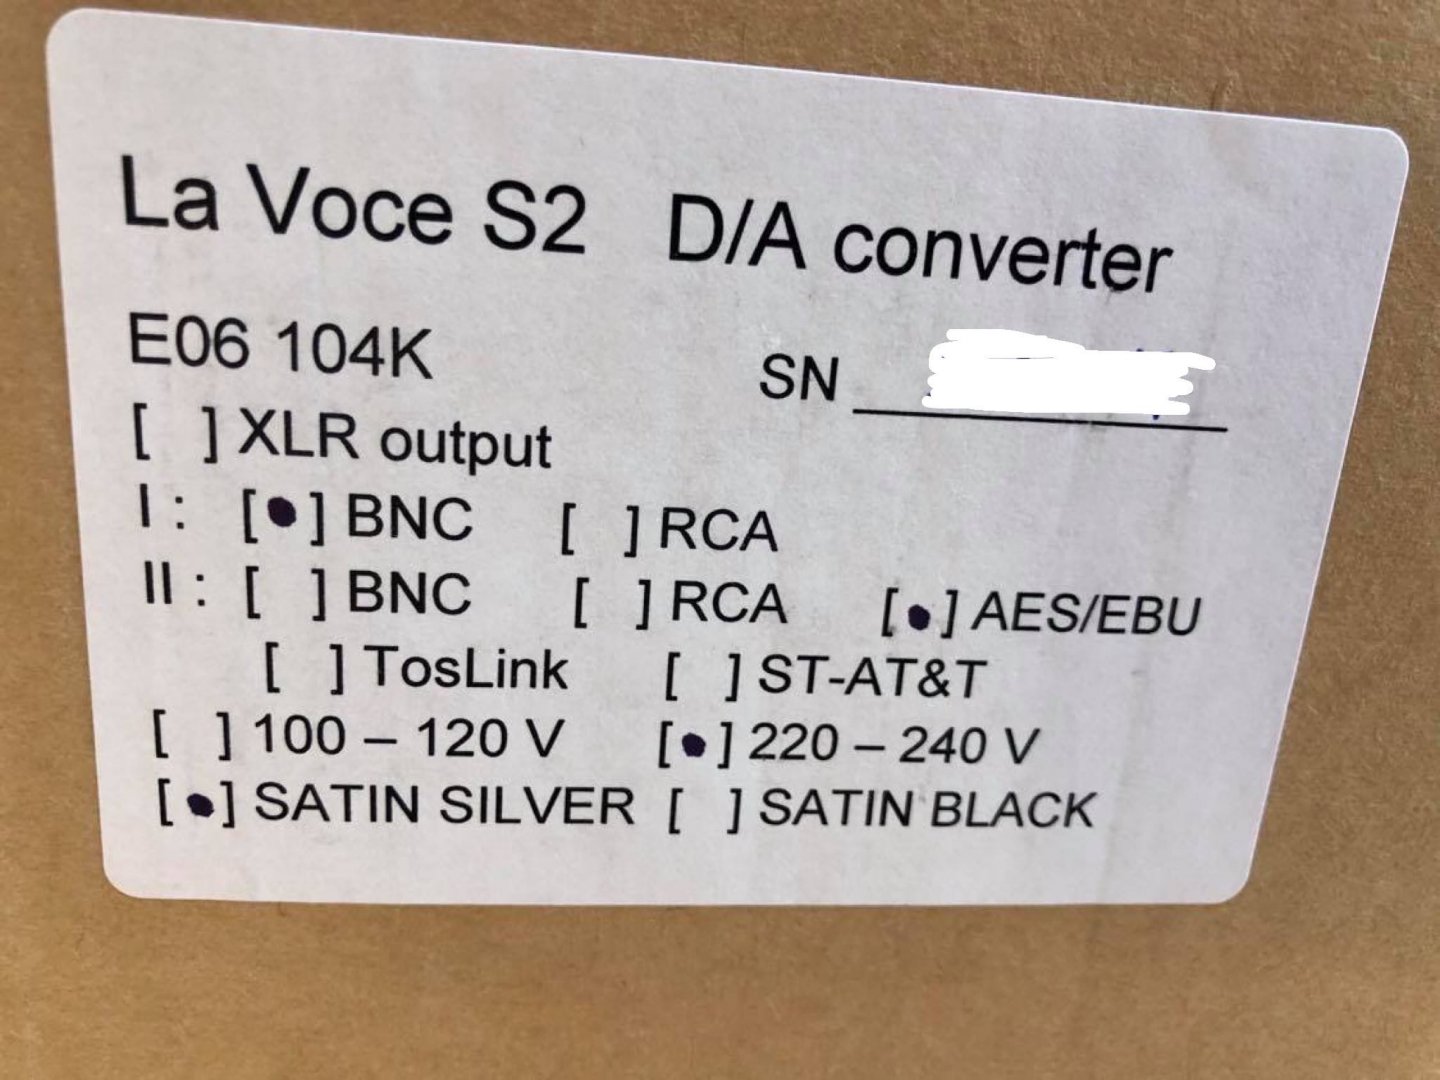 La Voce S2 D/A converter
E06 104K SN
[ ] XLR output
I : [●] BNC [ ] RCA
II : [ ] BNC [ ] RCA [●] AES/EBU
[ ] TosLink [ ] ST-AT&T
[ ] 100 – 120 V [●] 220 – 240 V
[●] SATIN SILVER [ ] SATIN BLACK